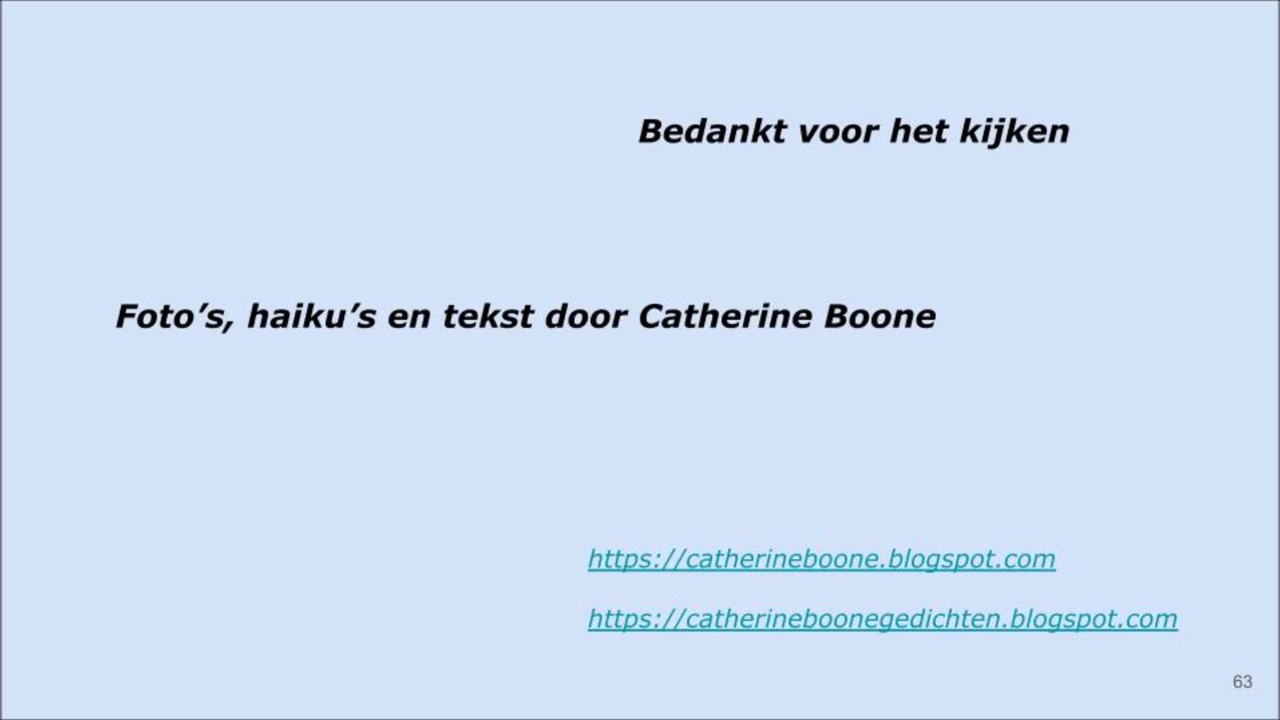 Bedankt voor het kijken
Foto’s, haiku’s en tekst door Catherine Boone
https://catherineboone.blogspot.com
https://catherineboonegedichten.blogspot.com
63